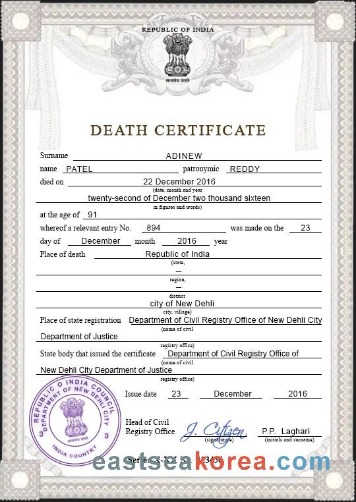 REPUBLIC OF INDIA
DEATH CERTIFICATE
Surname ADINEW
name PATEL patronymic REDDY
died on 22 December 2016
(date, month and year)
twenty-second of December two thousand sixteen
in figures and words)
at the age of 91
whereof a relevant entry No. 894 was made on the 23
day of December month 2016 year
Place of death Republic of India
(state,
—
region,
—
district
city of New Dehli
city, village)
Place of state registration Department of Civil Registry Office of New Dehli City
(name of civil
Department of Justice
registry office)
State body that issued the certificate Department of Civil Registry Office of
(name of civil
New Dehli City Department of Justice
registry office)
Issue date 23 December 2016
REPUBLIC O INDIA COUNCIL
DEPARTMENT OF NEW DEHLI CITY
INDIA COUNTRY
Head of Civil
Registry Office J. Citizen P.P. Laghari
(signature) (initials and surname)
eastseakorea.com